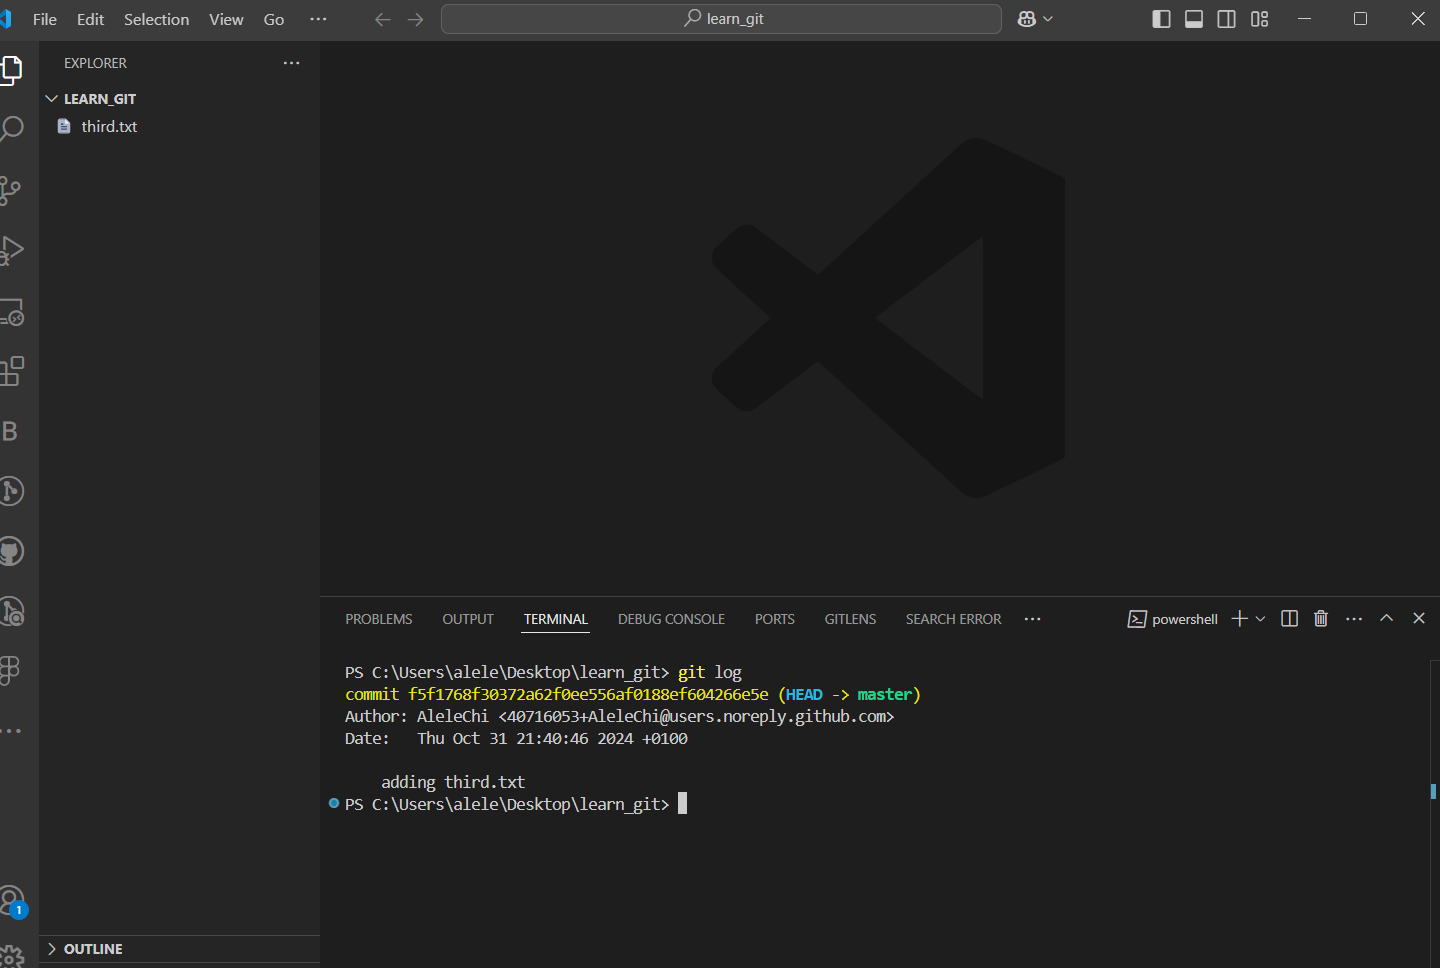 File Edit Selection View Go ···
learn_git
EXPLORER ···
LEARN_GIT
third.txt
B
PROBLEMS OUTPUT TERMINAL DEBUG CONSOLE PORTS GITLENS SEARCH ERROR ··· powershell ···
PS C:\Users\alele\Desktop\learn_git> git log
commit f5f1768f30372a62f0ee556af0188ef604266e5e (HEAD -> master)
Author: AleleChi <40716053+AleleChi@users.noreply.github.com>
Date:   Thu Oct 31 21:40:46 2024 +0100
adding third.txt
PS C:\Users\alele\Desktop\learn_git>
1
OUTLINE